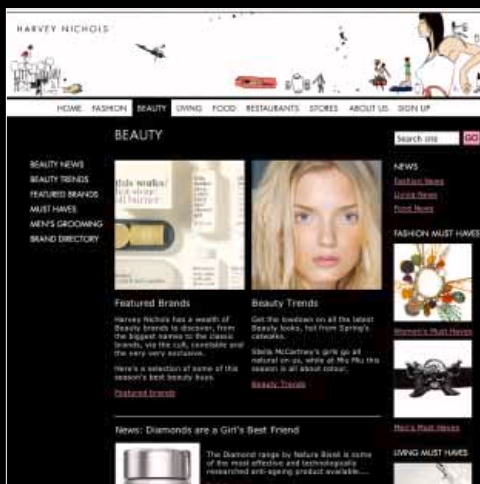 HARVEY NICHOLS
HOME FASHION BEAUTY LIVING FOOD RESTAURANTS STORES ABOUT US SIGN UP
BEAUTY
Search site GO
BEAUTY NEWS
BEAUTY TRENDS
FEATURED BRANDS
MUST HAVES
MEN'S GROOMING
BRAND DIRECTORY
this works/
Featured Brands
Harvey Nichols has a wealth of
Beauty brands to discover, from
the biggest names to the classic
brands, via the cult, covetable and
the very very exclusive.
Here's a selection of some of this
season's best beauty buys.
Featured brands
Beauty Trends
Get the lowdown on all the latest
Beauty looks, hot from Spring's
catwalks.
Stella McCartney's girls go all
natural on us, while at Miu Miu this
season is all about colour.
Beauty Trends
News: Diamonds are a Girl's Best Friend
The Diamond range by Natura Bissé is some
of the most effective and technologically
researched anti-ageing product available....
NEWS
Fashion News
Living News
Food News
FASHION MUST HAVES
Women's Must Haves
Men's Must Haves
LIVING MUST HAVES